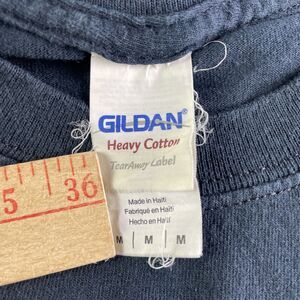 GILDAN®
Heavy Cotton
TearAway Label
Made in Haiti
Fabriqué en Haïti
Hecho en Haití
M | M | M
5 36